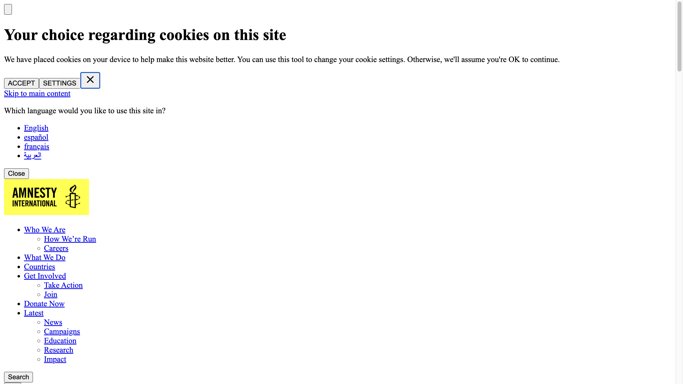 Your choice regarding cookies on this site
We have placed cookies on your device to help make this website better. You can use this tool to change your cookie settings. Otherwise, we'll assume you're OK to continue.
ACCEPT SETTINGS
Skip to main content
Which language would you like to use this site in?
English
español
français
العربية
Close
AMNESTY
INTERNATIONAL
Who We Are
How We're Run
Careers
What We Do
Countries
Get Involved
Take Action
Join
Donate Now
Latest
News
Campaigns
Education
Research
Impact
Search